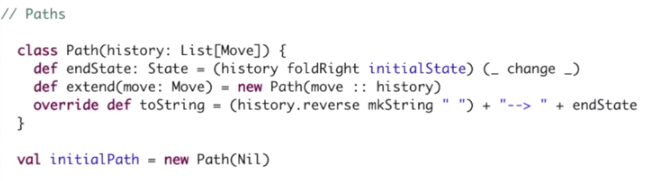 // Paths
class Path(history: List[Move]) {
def endState: State = (history foldRight initialState) (_ change _)
def extend(move: Move) = new Path(move :: history)
override def toString = (history.reverse mkString " ") + "--> " + endState
}
val initialPath = new Path(Nil)